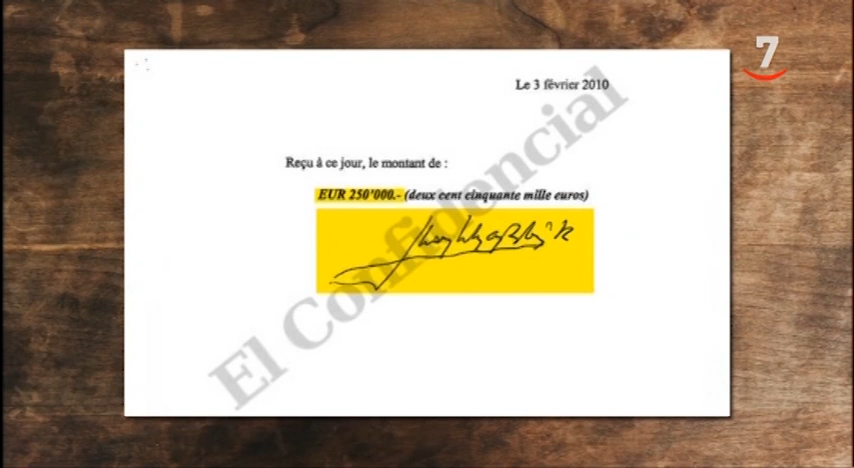 7
Le 3 février 2010
Reçu à ce jour, le montant de :
EUR 250'000.- (deux cent cinquante mille euros)
El Confidencial